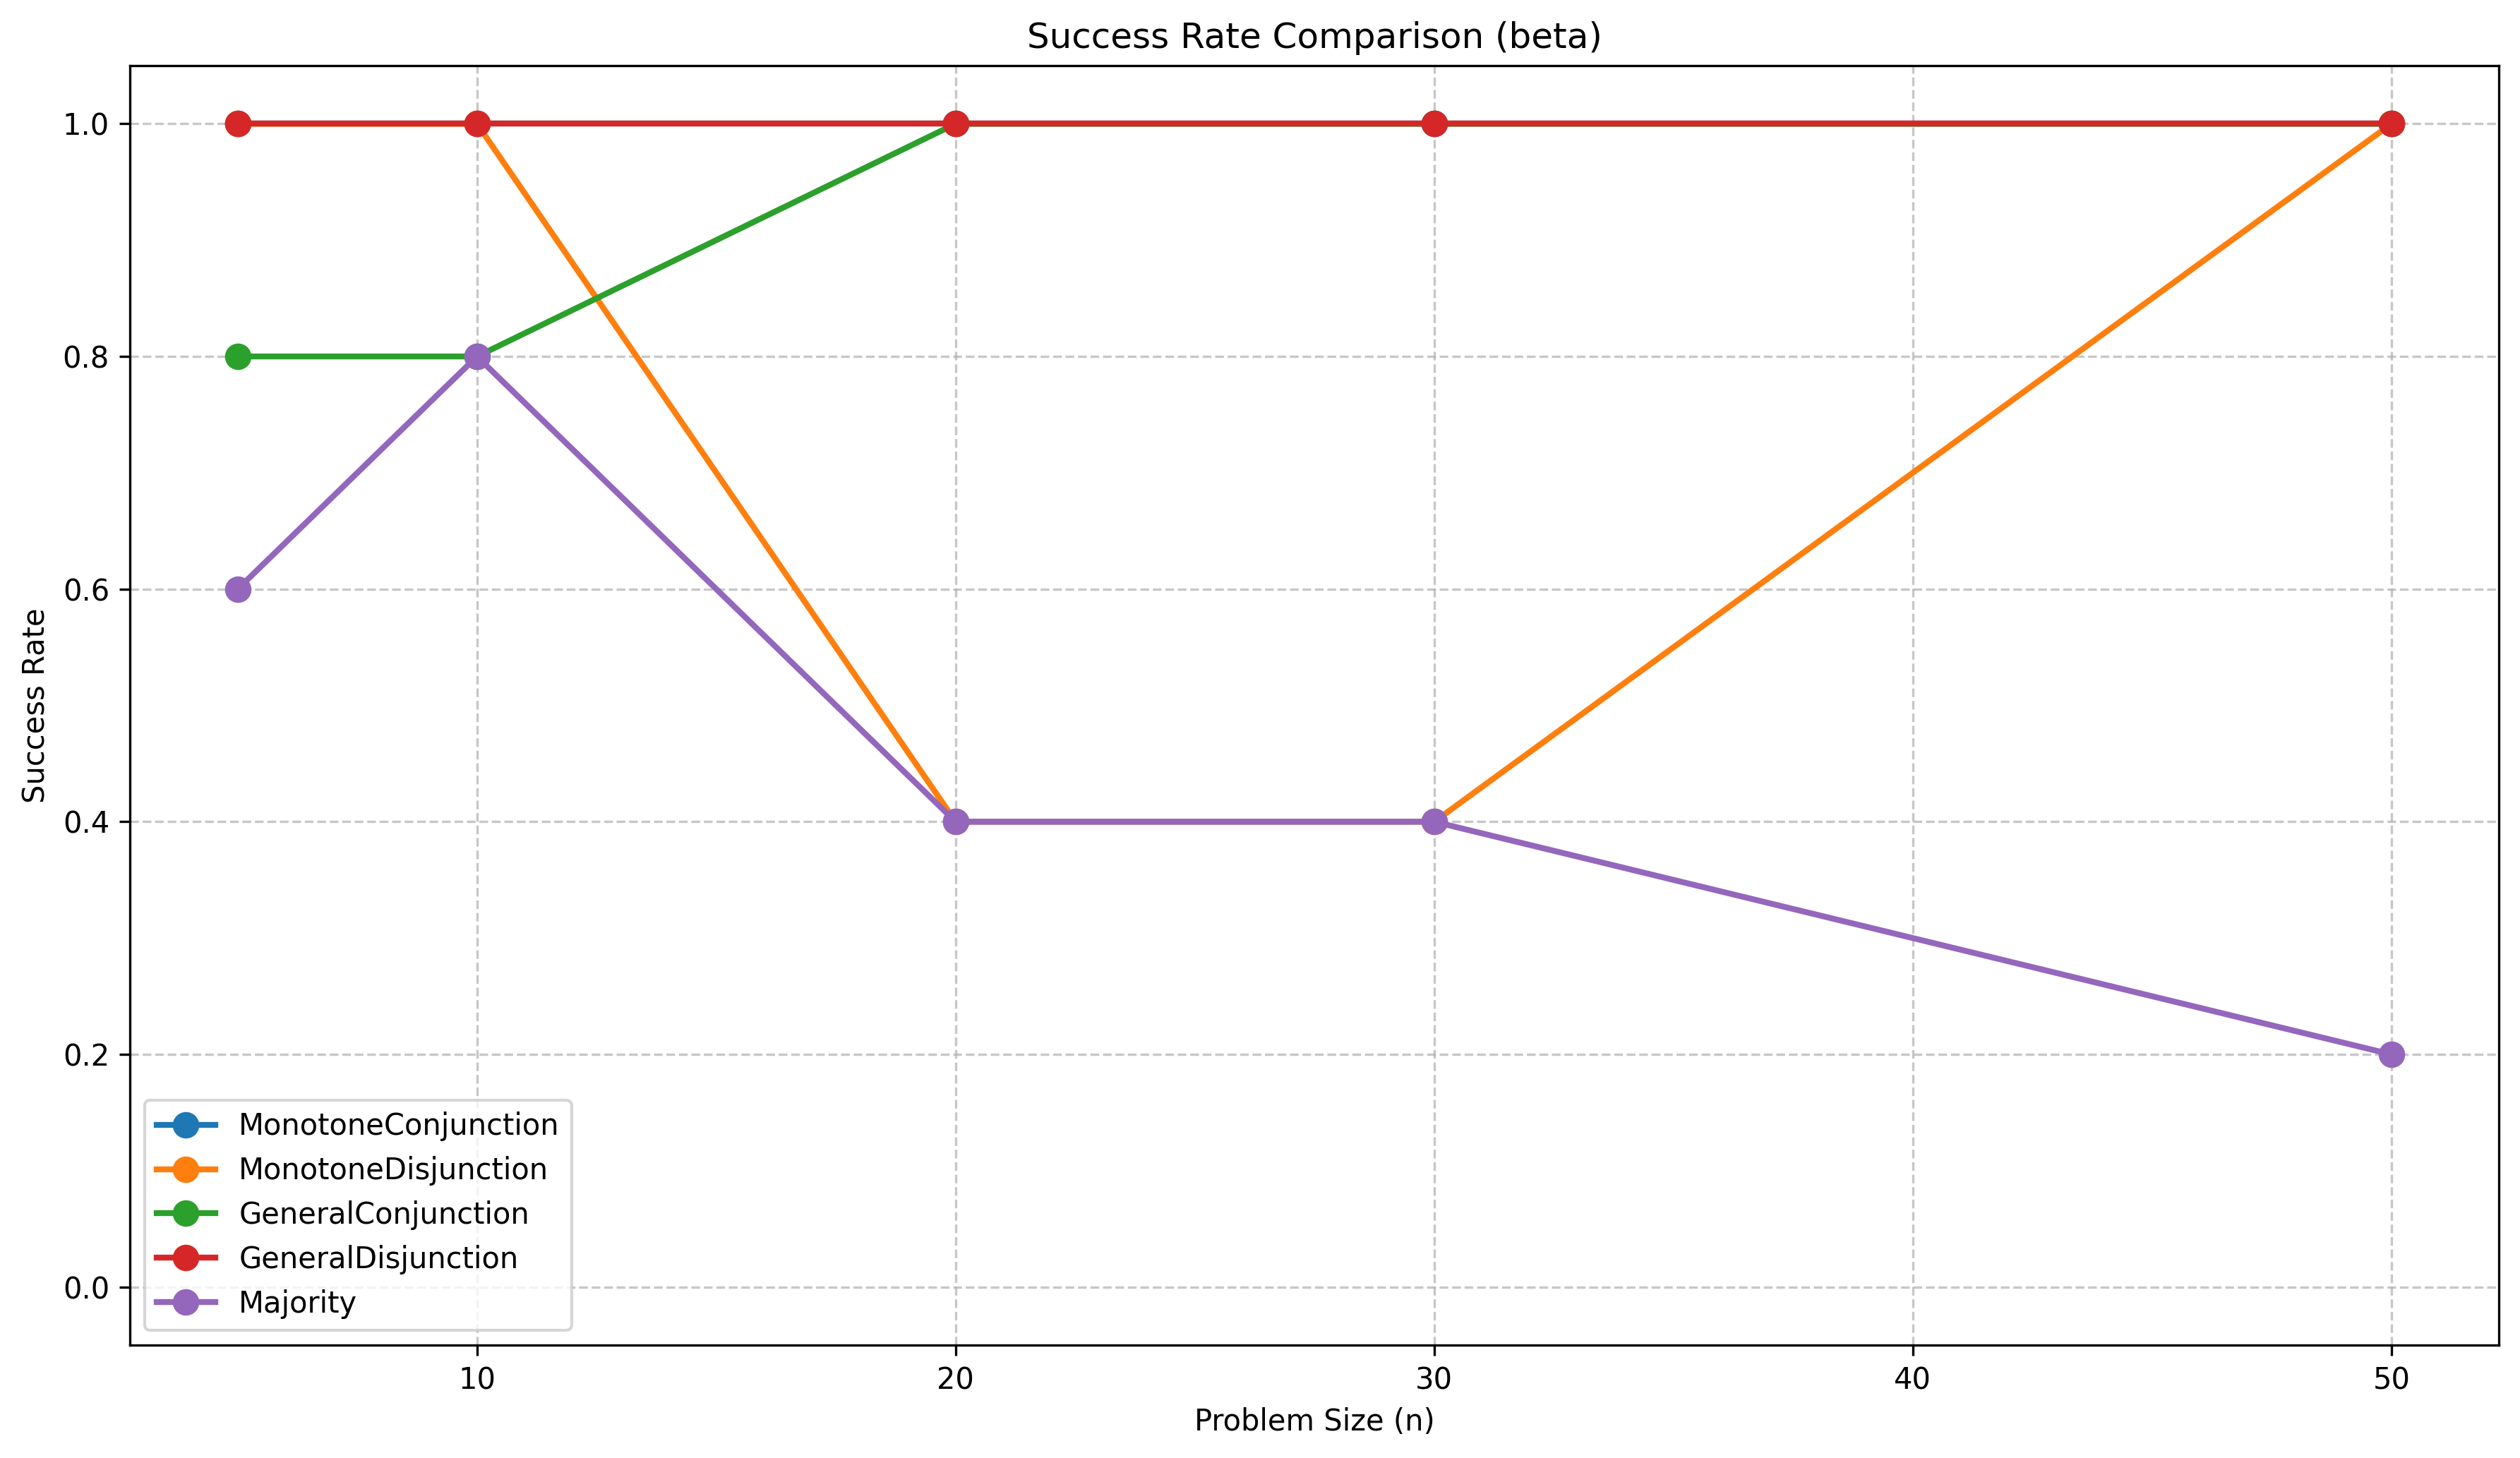 Success Rate Comparison (beta)
Success Rate
1.0
0.8
0.6
0.4
0.2
0.0
MonotoneConjunction
MonotoneDisjunction
GeneralConjunction
GeneralDisjunction
Majority
10 20 30 40 50
Problem Size (n)